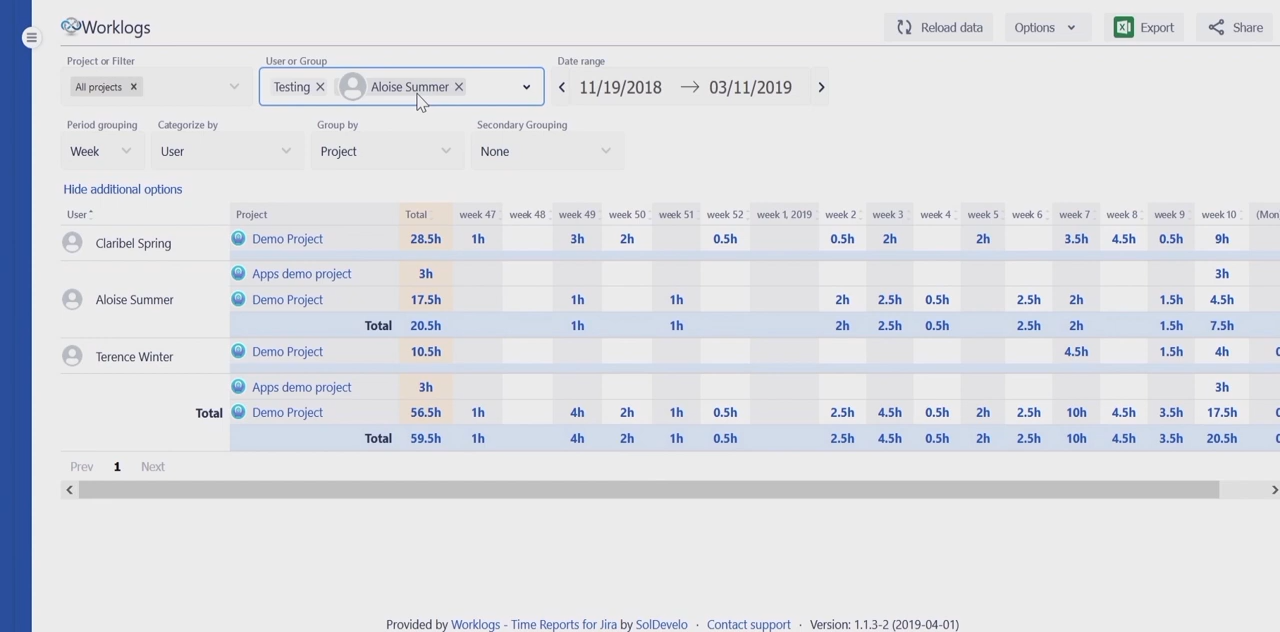 Worklogs
Reload data Options Export Share
Project or Filter User or Group Date range
All projects Testing Aloise Summer 11/19/2018 03/11/2019
Period grouping Categorize by Group by Secondary Grouping
Week User Project None
Hide additional options
User Project Total week 47 week 48 week 49 week 50 week 51 week 52 week 1, 2019 week 2 week 3 week 4 week 5 week 6 week 7 week 8 week 9 week 10 (Mon
Claribel Spring Demo Project 28.5h 1h 3h 2h 0.5h 0.5h 2h 2h 3.5h 4.5h 0.5h 9h
Apps demo project 3h 3h
Aloise Summer Demo Project 17.5h 1h 1h 2h 2.5h 0.5h 2.5h 2h 1.5h 4.5h
Total 20.5h 1h 1h 2h 2.5h 0.5h 2.5h 2h 1.5h 7.5h
Terence Winter Demo Project 10.5h 4.5h 1.5h 4h
Apps demo project 3h 3h
Total Demo Project 56.5h 1h 4h 2h 1h 0.5h 2.5h 4.5h 0.5h 2h 2.5h 10h 4.5h 3.5h 17.5h
Total 59.5h 1h 4h 2h 1h 0.5h 2.5h 4.5h 0.5h 2h 2.5h 10h 4.5h 3.5h 20.5h
Prev 1 Next
Provided by Worklogs - Time Reports for Jira by SolDevelo · Contact support · Version: 1.1.3-2 (2019-04-01)